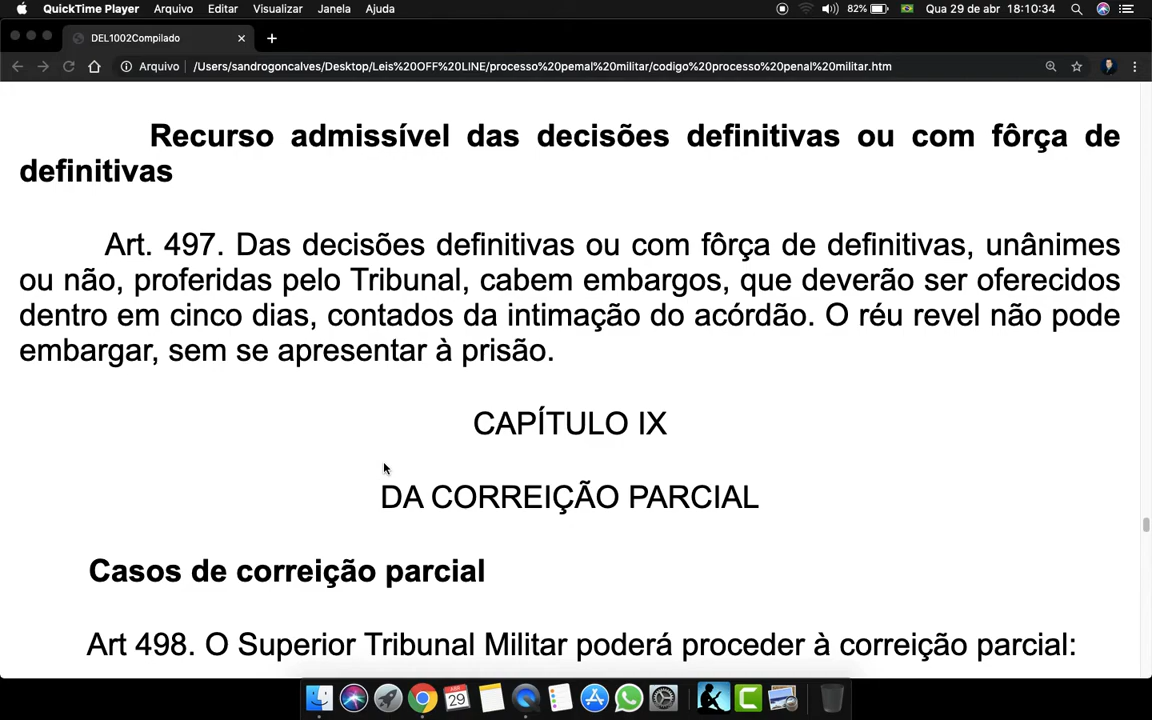 QuickTime Player Arquivo Editar Visualizar Janela Ajuda 82% Qua 29 de abr 18:10:34
DEL1002Compilado
Arquivo /Users/sandrogoncalves/Desktop/Leis%20OFF%20LINE/processo%20pemal%20militar/codigo%20processo%20penal%20militar.htm
Recurso admissível das decisões definitivas ou com fôrça de
definitivas
Art. 497. Das decisões definitivas ou com fôrça de definitivas, unânimes
ou não, proferidas pelo Tribunal, cabem embargos, que deverão ser oferecidos
dentro em cinco dias, contados da intimação do acórdão. O réu revel não pode
embargar, sem se apresentar à prisão.
CAPÍTULO IX
DA CORREIÇÃO PARCIAL
Casos de correição parcial
Art 498. O Superior Tribunal Militar poderá proceder à correição parcial:
ABR
29